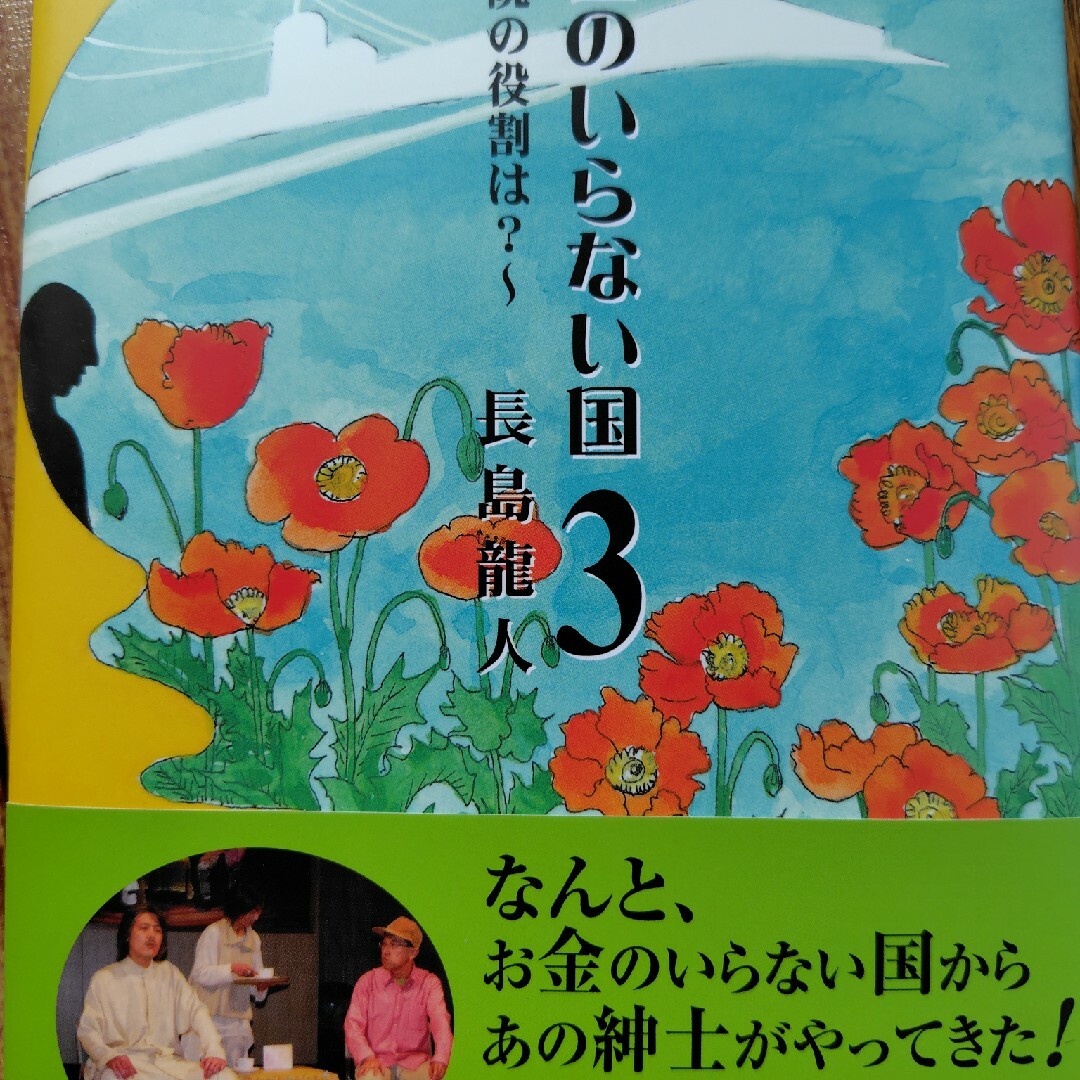 のいらない国3
の役割は?~
長島龍人
なんと、
お金のいらない国から
あの紳士がやってきた!